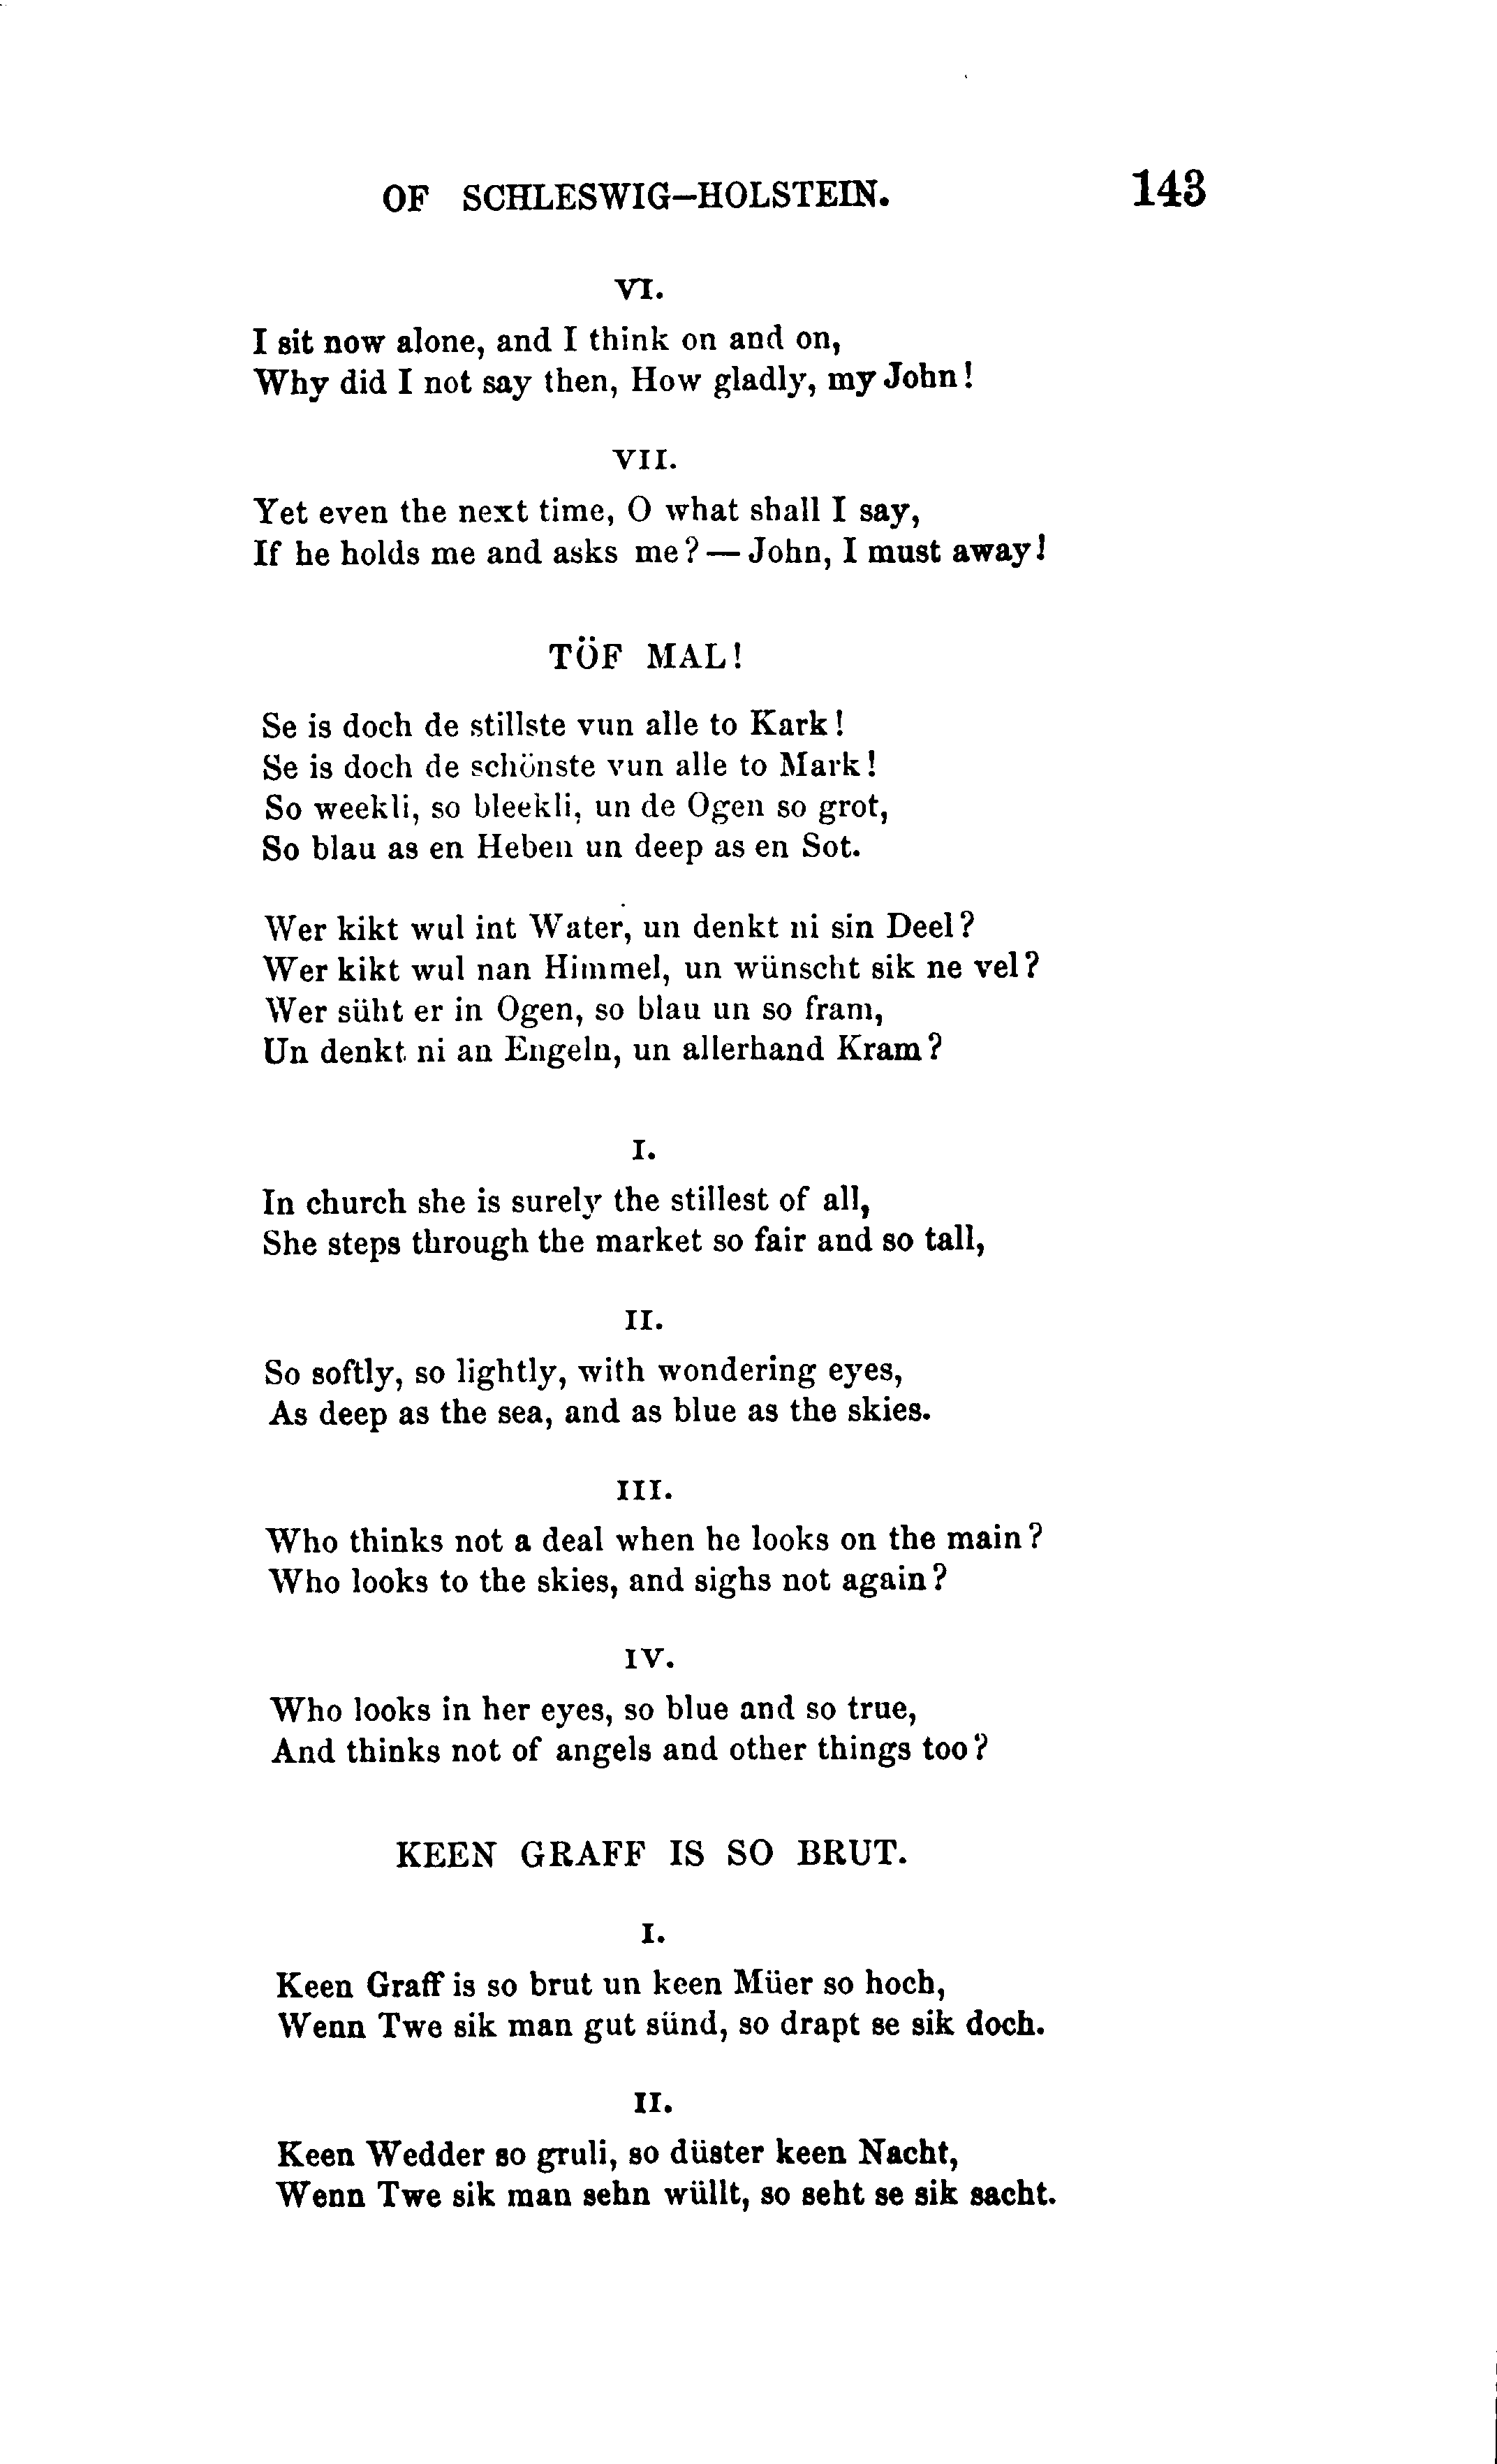 OF SCHLESWIG-HOLSTEIN. 143
VI.
I sit now alone, and I think on and on,
Why did I not say then, How gladly, my John!
VII.
Yet even the next time, O what shall I say,
If he holds me and asks me? — John, I must away!
TÖF MAL!
Se is doch de stillste vun alle to Kark!
Se is doch de schönste vun alle to Mark!
So weekli, so bleekli, un de Ogen so grot,
So blau as en Heben un deep as en Sot.
Wer kikt wul int Water, un denkt ni sin Deel?
Wer kikt wul nan Himmel, un wünscht sik ne vel?
Wer süht er in Ogen, so blau un so fram,
Un denkt ni an Engeln, un allerhand Kram?
I.
In church she is surely the stillest of all,
She steps through the market so fair and so tall,
II.
So softly, so lightly, with wondering eyes,
As deep as the sea, and as blue as the skies.
III.
Who thinks not a deal when he looks on the main?
Who looks to the skies, and sighs not again?
IV.
Who looks in her eyes, so blue and so true,
And thinks not of angels and other things too?
KEEN GRAFF IS SO BRUT.
I.
Keen Graff is so brut un keen Müer so hoch,
Wenn Twe sik man gut sünd, so drapt se sik doch.
II.
Keen Wedder so gruli, so düster keen Nacht,
Wenn Twe sik man sehn wüllt, so seht se sik sacht.